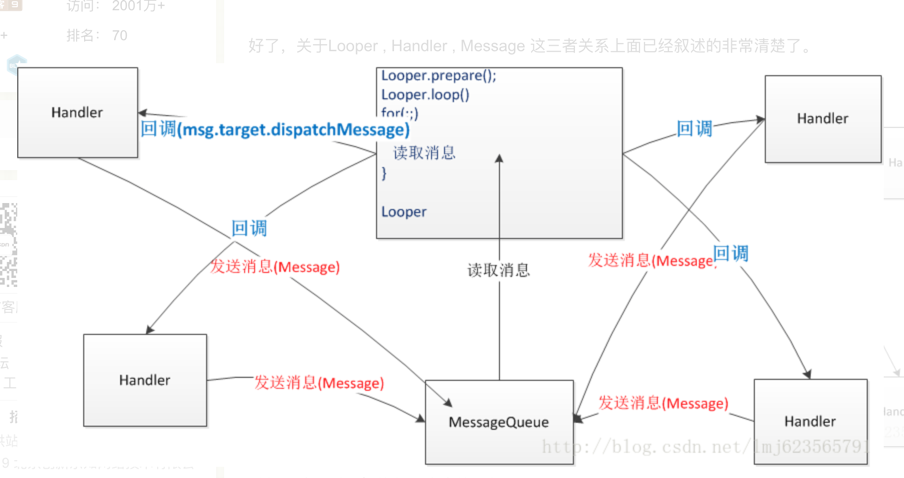 访问: 2001万+
排名: 70
好了，关于Looper , Handler , Message 这三者关系上面已经叙述的非常清楚了。
Handler
Looper.prepare();
Looper.loop()
for(;;)
读取消息
}
Looper
回调(msg.target.dispatchMessage)
回调
Handler
回调
发送消息(Message)
读取消息
发送消息(Message)
回调
Handler
发送消息(Message)
MessageQueue
发送消息(Message)
Handler
http://blog.csdn.net/lmj623565791